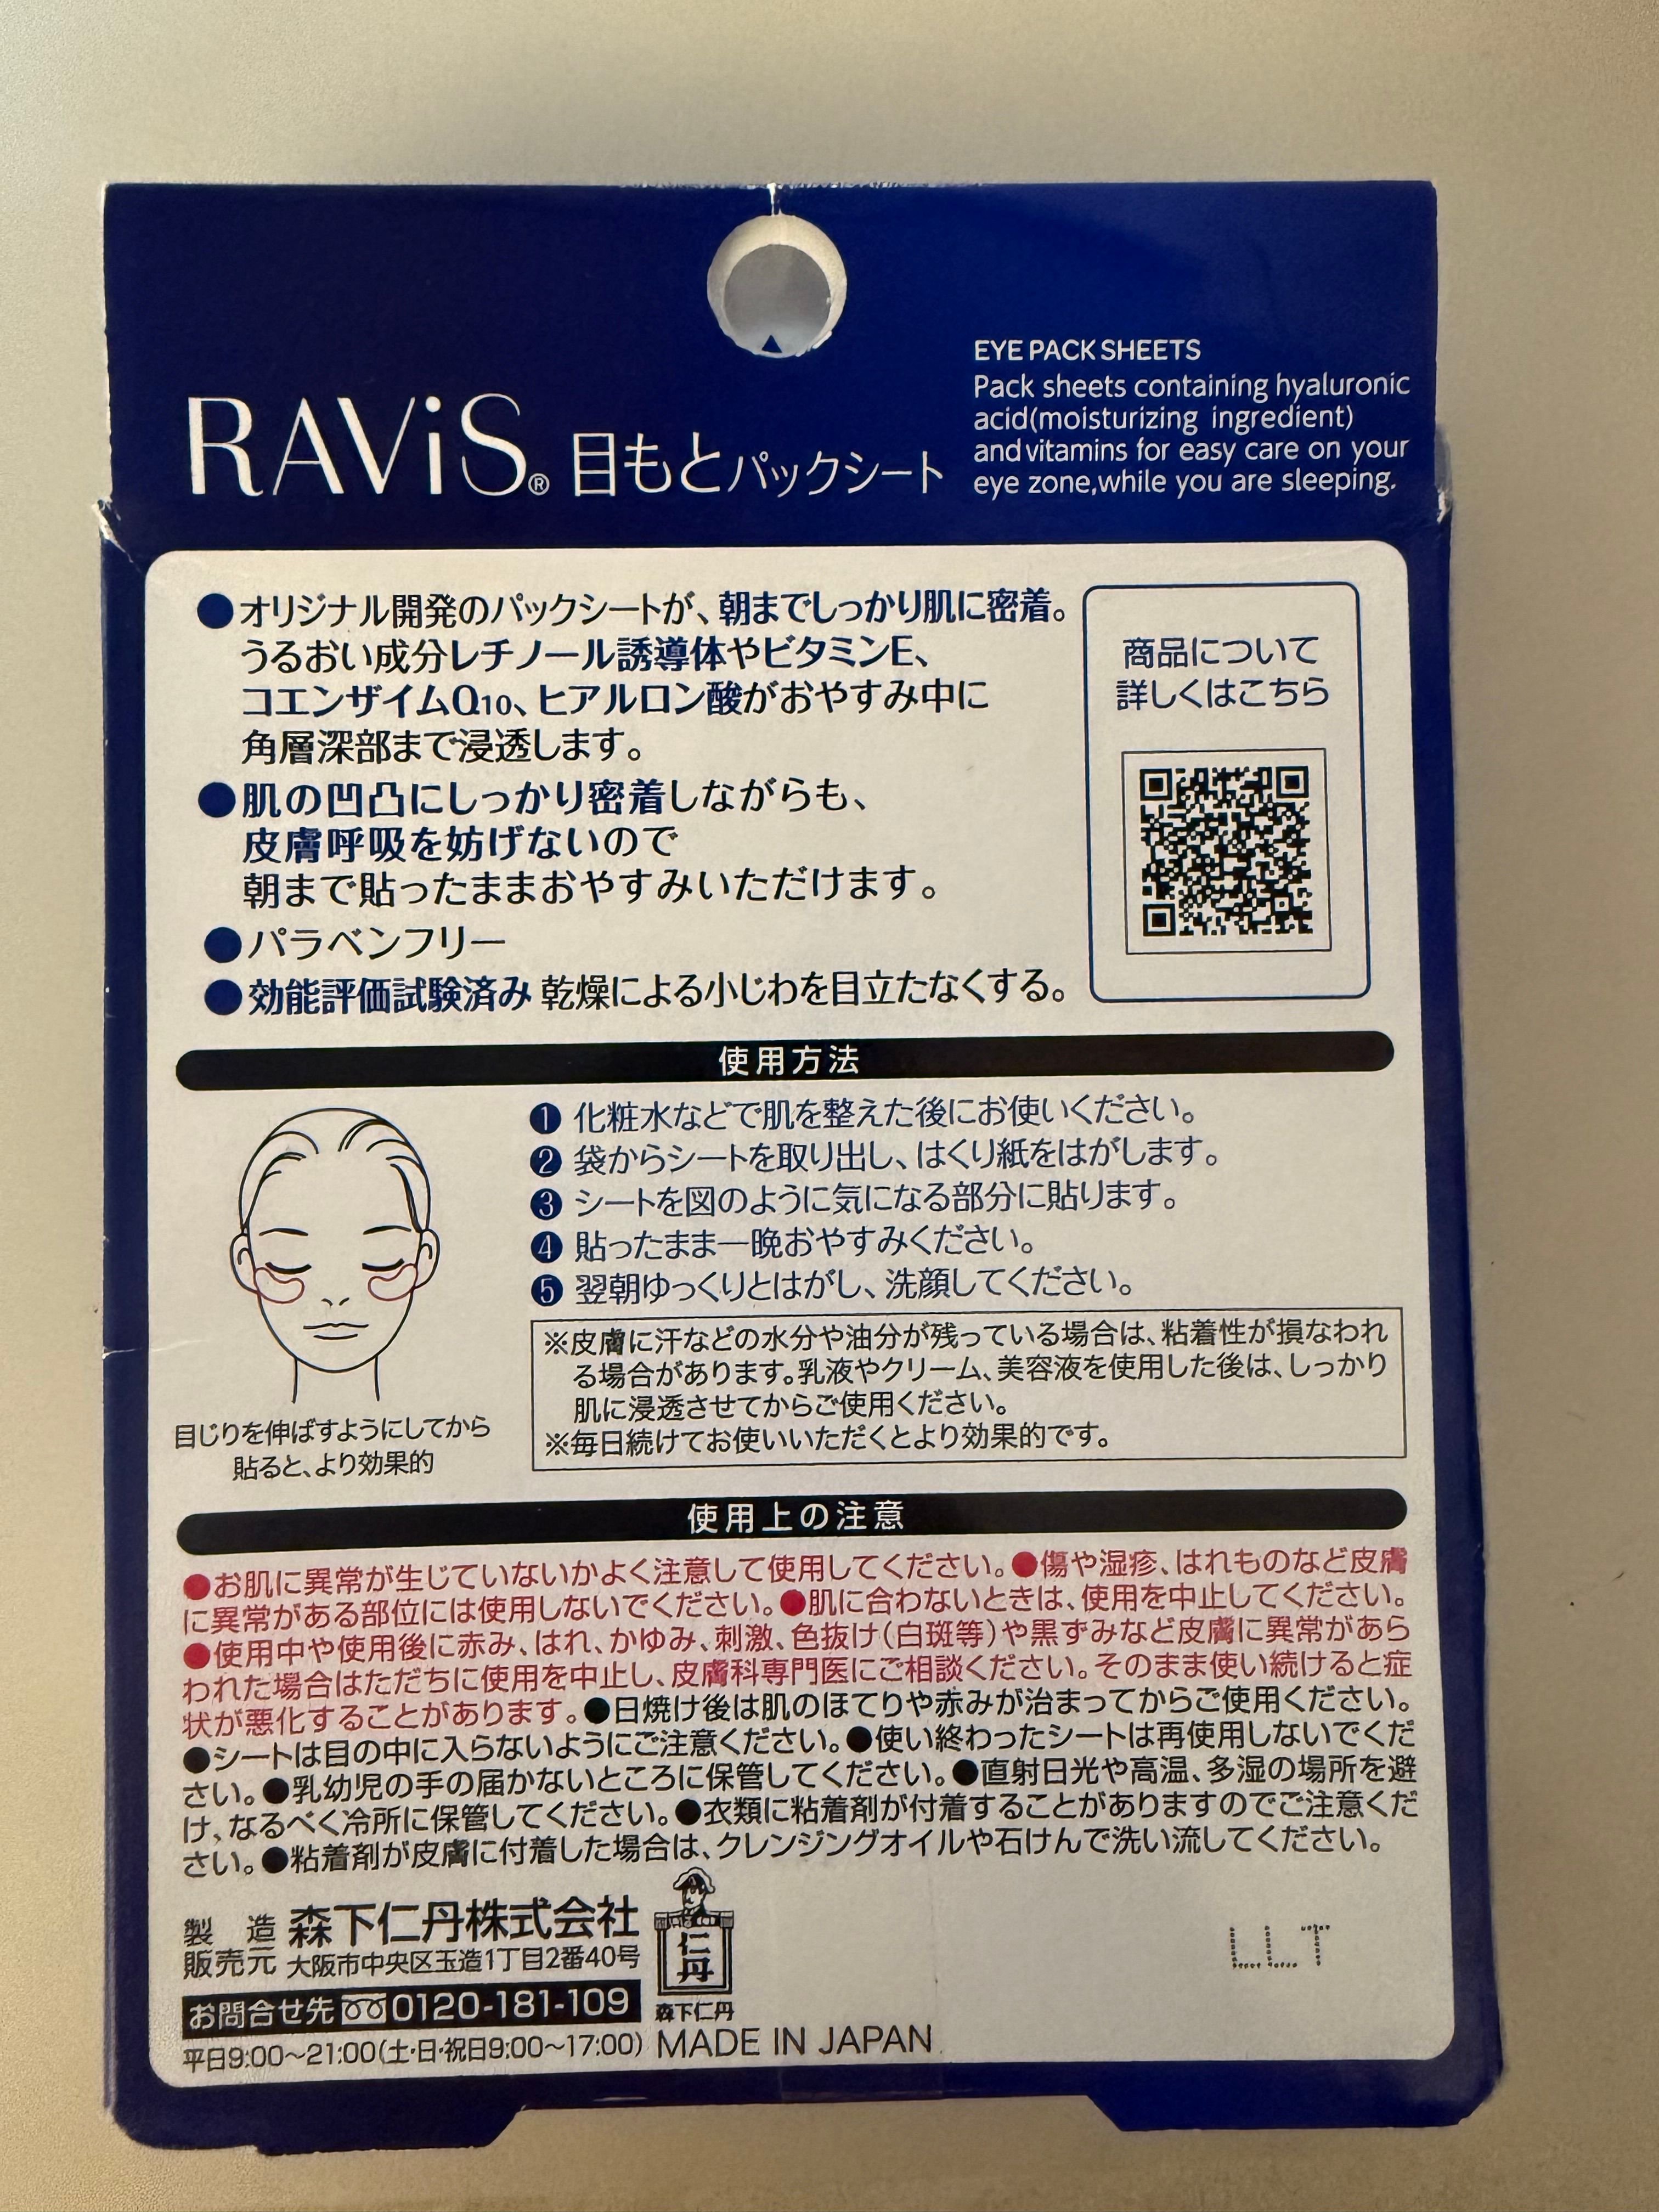 RAViS® 目もとパックシート
EYE PACK SHEETS
Pack sheets containing hyaluronic
acid(moisturizing ingredient)
and vitamins for easy care on your
eye zone,while you are sleeping.
●オリジナル開発のパックシートが、朝までしっかり肌に密着。
うるおい成分レチノール誘導体やビタミンE、
コエンザイムQ10、ヒアルロン酸がおやすみ中に
角層深部まで浸透します。
●肌の凹凸にしっかり密着しながらも、
皮膚呼吸を妨げないので
朝まで貼ったままおやすみいただけます。
●パラベンフリー
●効能評価試験済み 乾燥による小じわを目立たなくする。
商品について
詳しくはこちら
使用方法
❶ 化粧水などで肌を整えた後にお使いください。
❷ 袋からシートを取り出し、はくり紙をはがします。
❸ シートを図のように気になる部分に貼ります。
❹ 貼ったまま一晩おやすみください。
❺ 翌朝ゆっくりとはがし、洗顔してください。
目じりを伸ばすようにしてから
貼ると、より効果的
※皮膚に汗などの水分や油分が残っている場合は、粘着性が損なわれ
る場合があります。乳液やクリーム、美容液を使用した後は、しっかり
肌に浸透させてからご使用ください。
※毎日続けてお使いいただくとより効果的です。
使用上の注意
●お肌に異常が生じていないかよく注意して使用してください。●傷や湿疹、はれものなど皮膚
に異常がある部位には使用しないでください。●肌に合わないときは、使用を中止してください。
●使用中や使用後に赤み、はれ、かゆみ、刺激、色抜け(白斑等)や黒ずみなど皮膚に異常があら
われた場合はただちに使用を中止し、皮膚科専門医にご相談ください。そのまま使い続けると症
状が悪化することがあります。●日焼け後は肌のほてりや赤みが治まってからご使用ください。
●シートは目の中に入らないようにご注意ください。●使い終わったシートは再使用しないでくだ
さい。●乳幼児の手の届かないところに保管してください。●直射日光や高温、多湿の場所を避
け、なるべく冷所に保管してください。●衣類に粘着剤が付着することがありますのでご注意くだ
さい。●粘着剤が皮膚に付着した場合は、クレンジングオイルや石けんで洗い流してください。
製造 森下仁丹株式会社
販売元 大阪市中央区玉造1丁目2番40号
お問合せ先 0120-181-109
平日9:00～21:00(土・日・祝日9:00～17:00)
仁丹
森下仁丹
MADE IN JAPAN
LLT